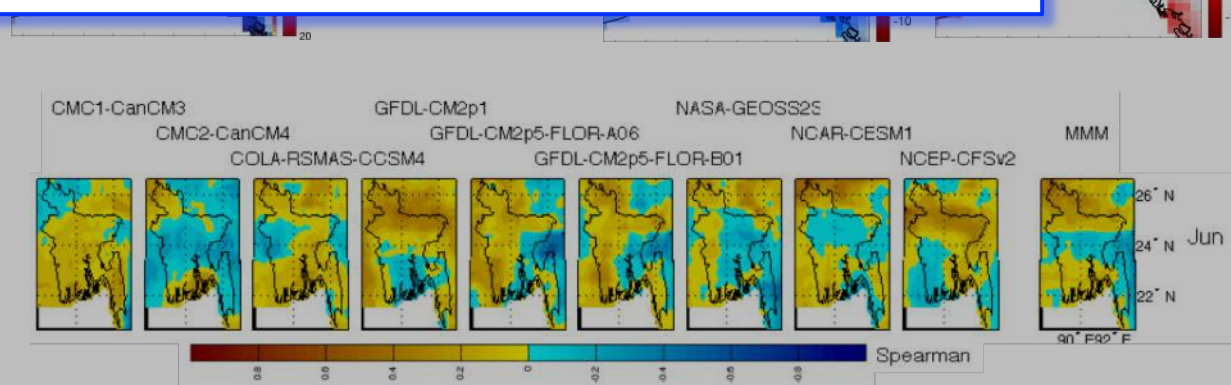 20
-10
CMC1-CanCM3 GFDL-CM2p1 NASA-GEOSS2S
CMC2-CanCM4 GFDL-CM2p5-FLOR-A06 NCAR-CESM1 MMM
COLA-RSMAS-CCSM4 GFDL-CM2p5-FLOR-B01 NCEP-CFSv2
26° N
24° N Jun
22° N
90° E92° E
0.8 0.6 0.4 0.2 0 -0.2 -0.4 -0.6 -0.8 Spearman